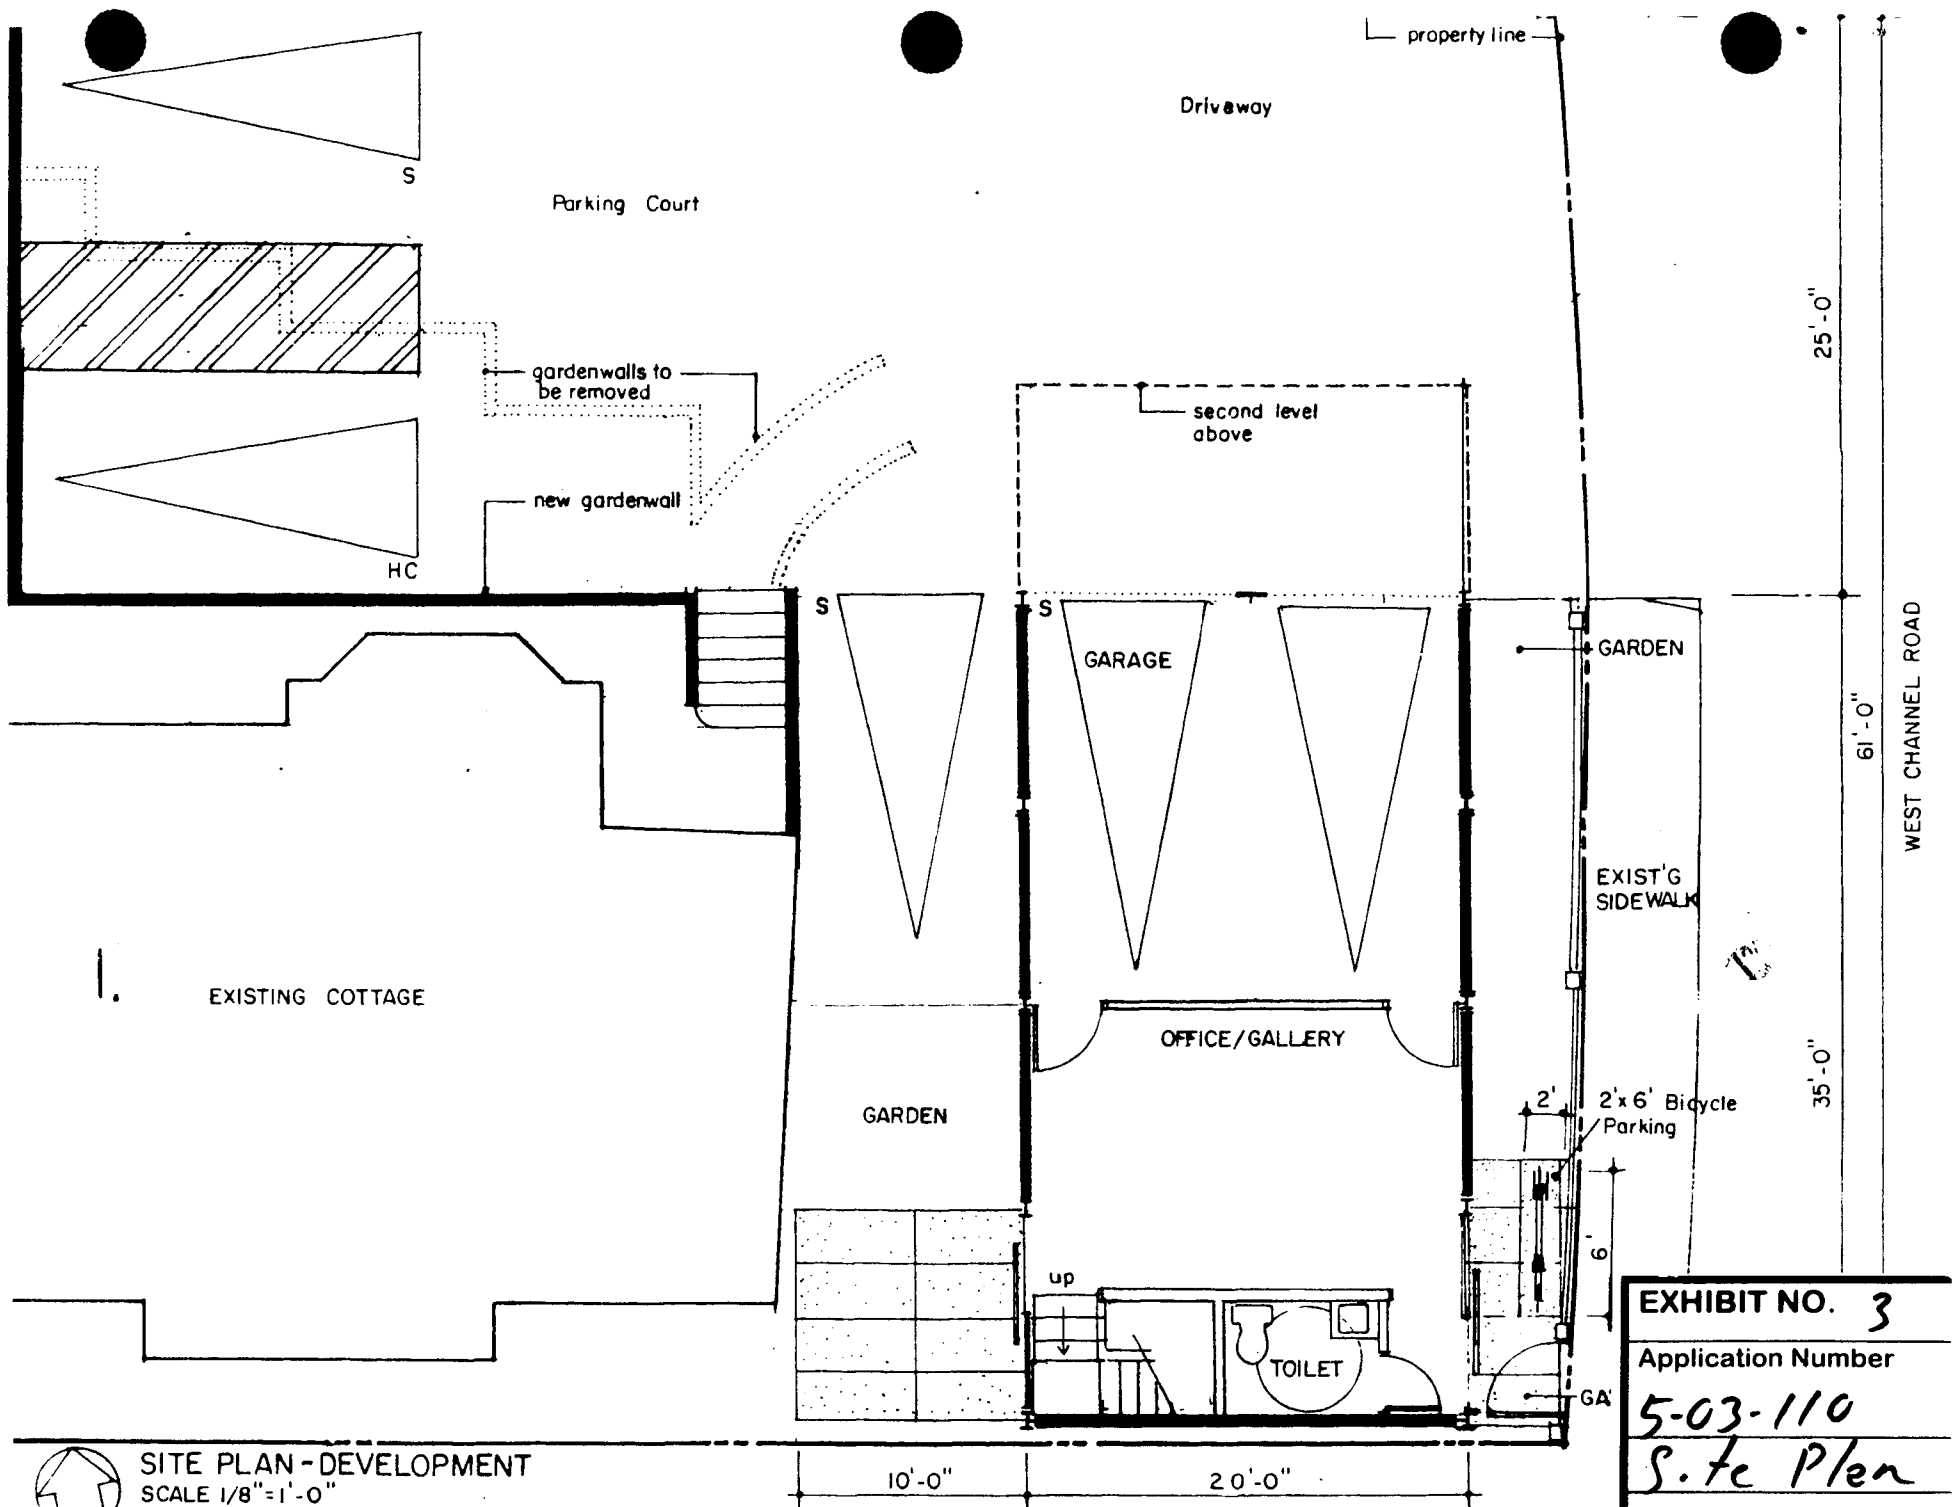 property line
Driveway
S
Parking Court
25'-0"
gardenwalls to
be removed
second level
above
new gardenwall
HC
S
S
GARAGE
GARDEN
61'-0"
WEST CHANNEL ROAD
EXIST'G
SIDEWALK
1.
EXISTING COTTAGE
OFFICE/GALLERY
35'-0"
GARDEN
2'
2'x6' Bicycle
Parking
6'
up
TOILET
GA
EXHIBIT NO. 3
Application Number
5-03-110
Site Plan
SITE PLAN-DEVELOPMENT
SCALE 1/8"=1'-0"
10'-0"
20'-0"